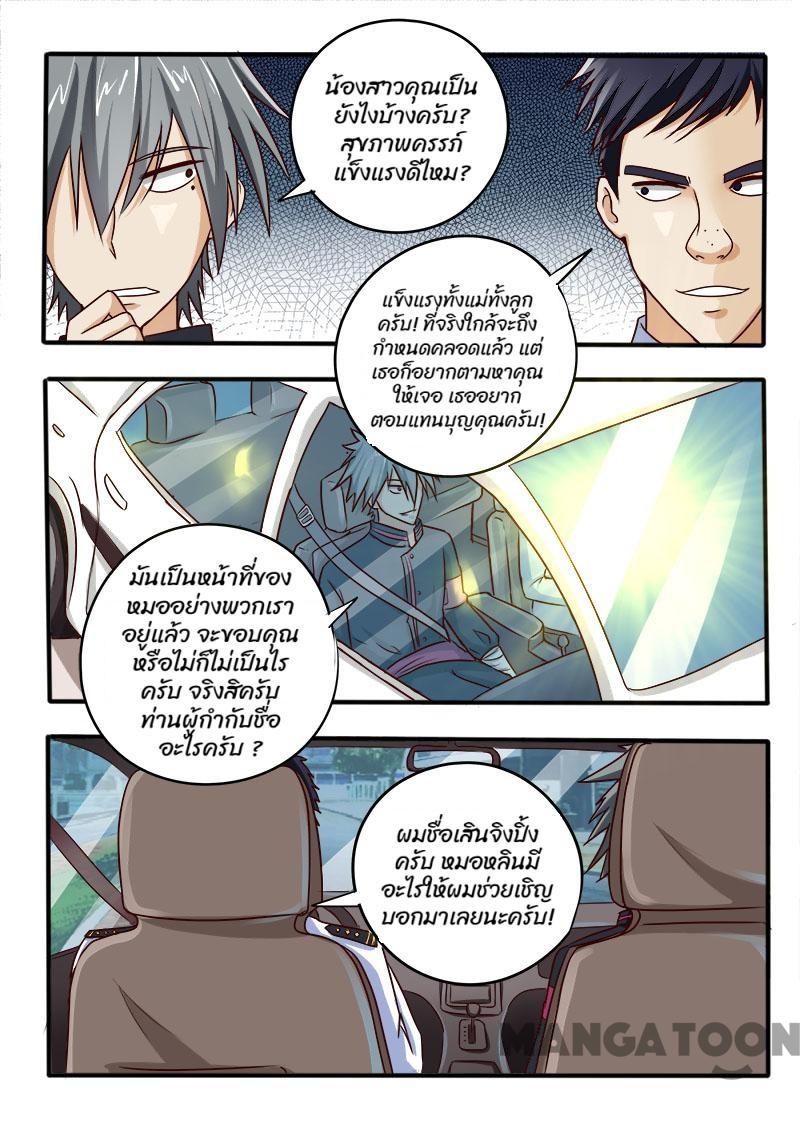 น้องสาวคุณเป็น
ยังไงบ้างครับ?
สุขภาพครรภ์
แข็งแรงดีไหม?
แข็งแรงทั้งแม่ทั้งลูก
ครับ! ที่จริงใกล้จะถึง
กำหนดคลอดแล้ว แต่
เธอก็อยากตามหาคุณ
ให้เจอ เธออยาก
ตอบแทนบุญคุณครับ!
มันเป็นหน้าที่ของ
หมออย่างพวกเรา
อยู่แล้ว จะขอบคุณ
หรือไม่ก็ไม่เป็นไร
ครับ จริงสิครับ
ท่านผู้กำกับชื่อ
อะไรครับ ?
ผมชื่อเสินจิงปิ้ง
ครับ หมอหลินมี
อะไรให้ผมช่วยเชิญ
บอกมาเลยนะครับ!
MANGATOON